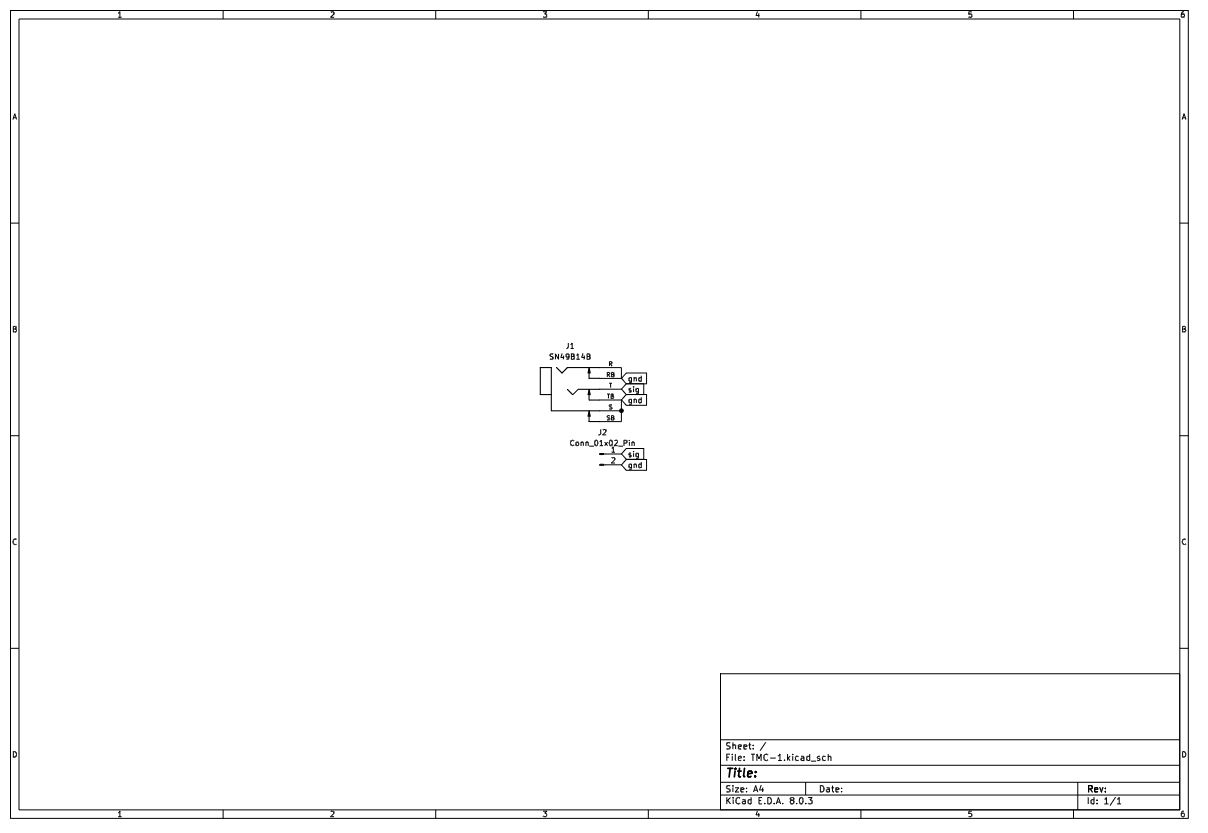 1 2 3 4 5 6
A A
B B
J1
SN49B14B
R
RB gnd
T sig
TB gnd
S
SB
J2
Conn_01x02_Pin
1 sig
2 gnd
C C
Sheet: /
File: TMC-1.kicad_sch
D D
Title:
Size: A4 Date: Rev:
KiCad E.D.A. 8.0.3 Id: 1/1
1 2 3 4 5 6